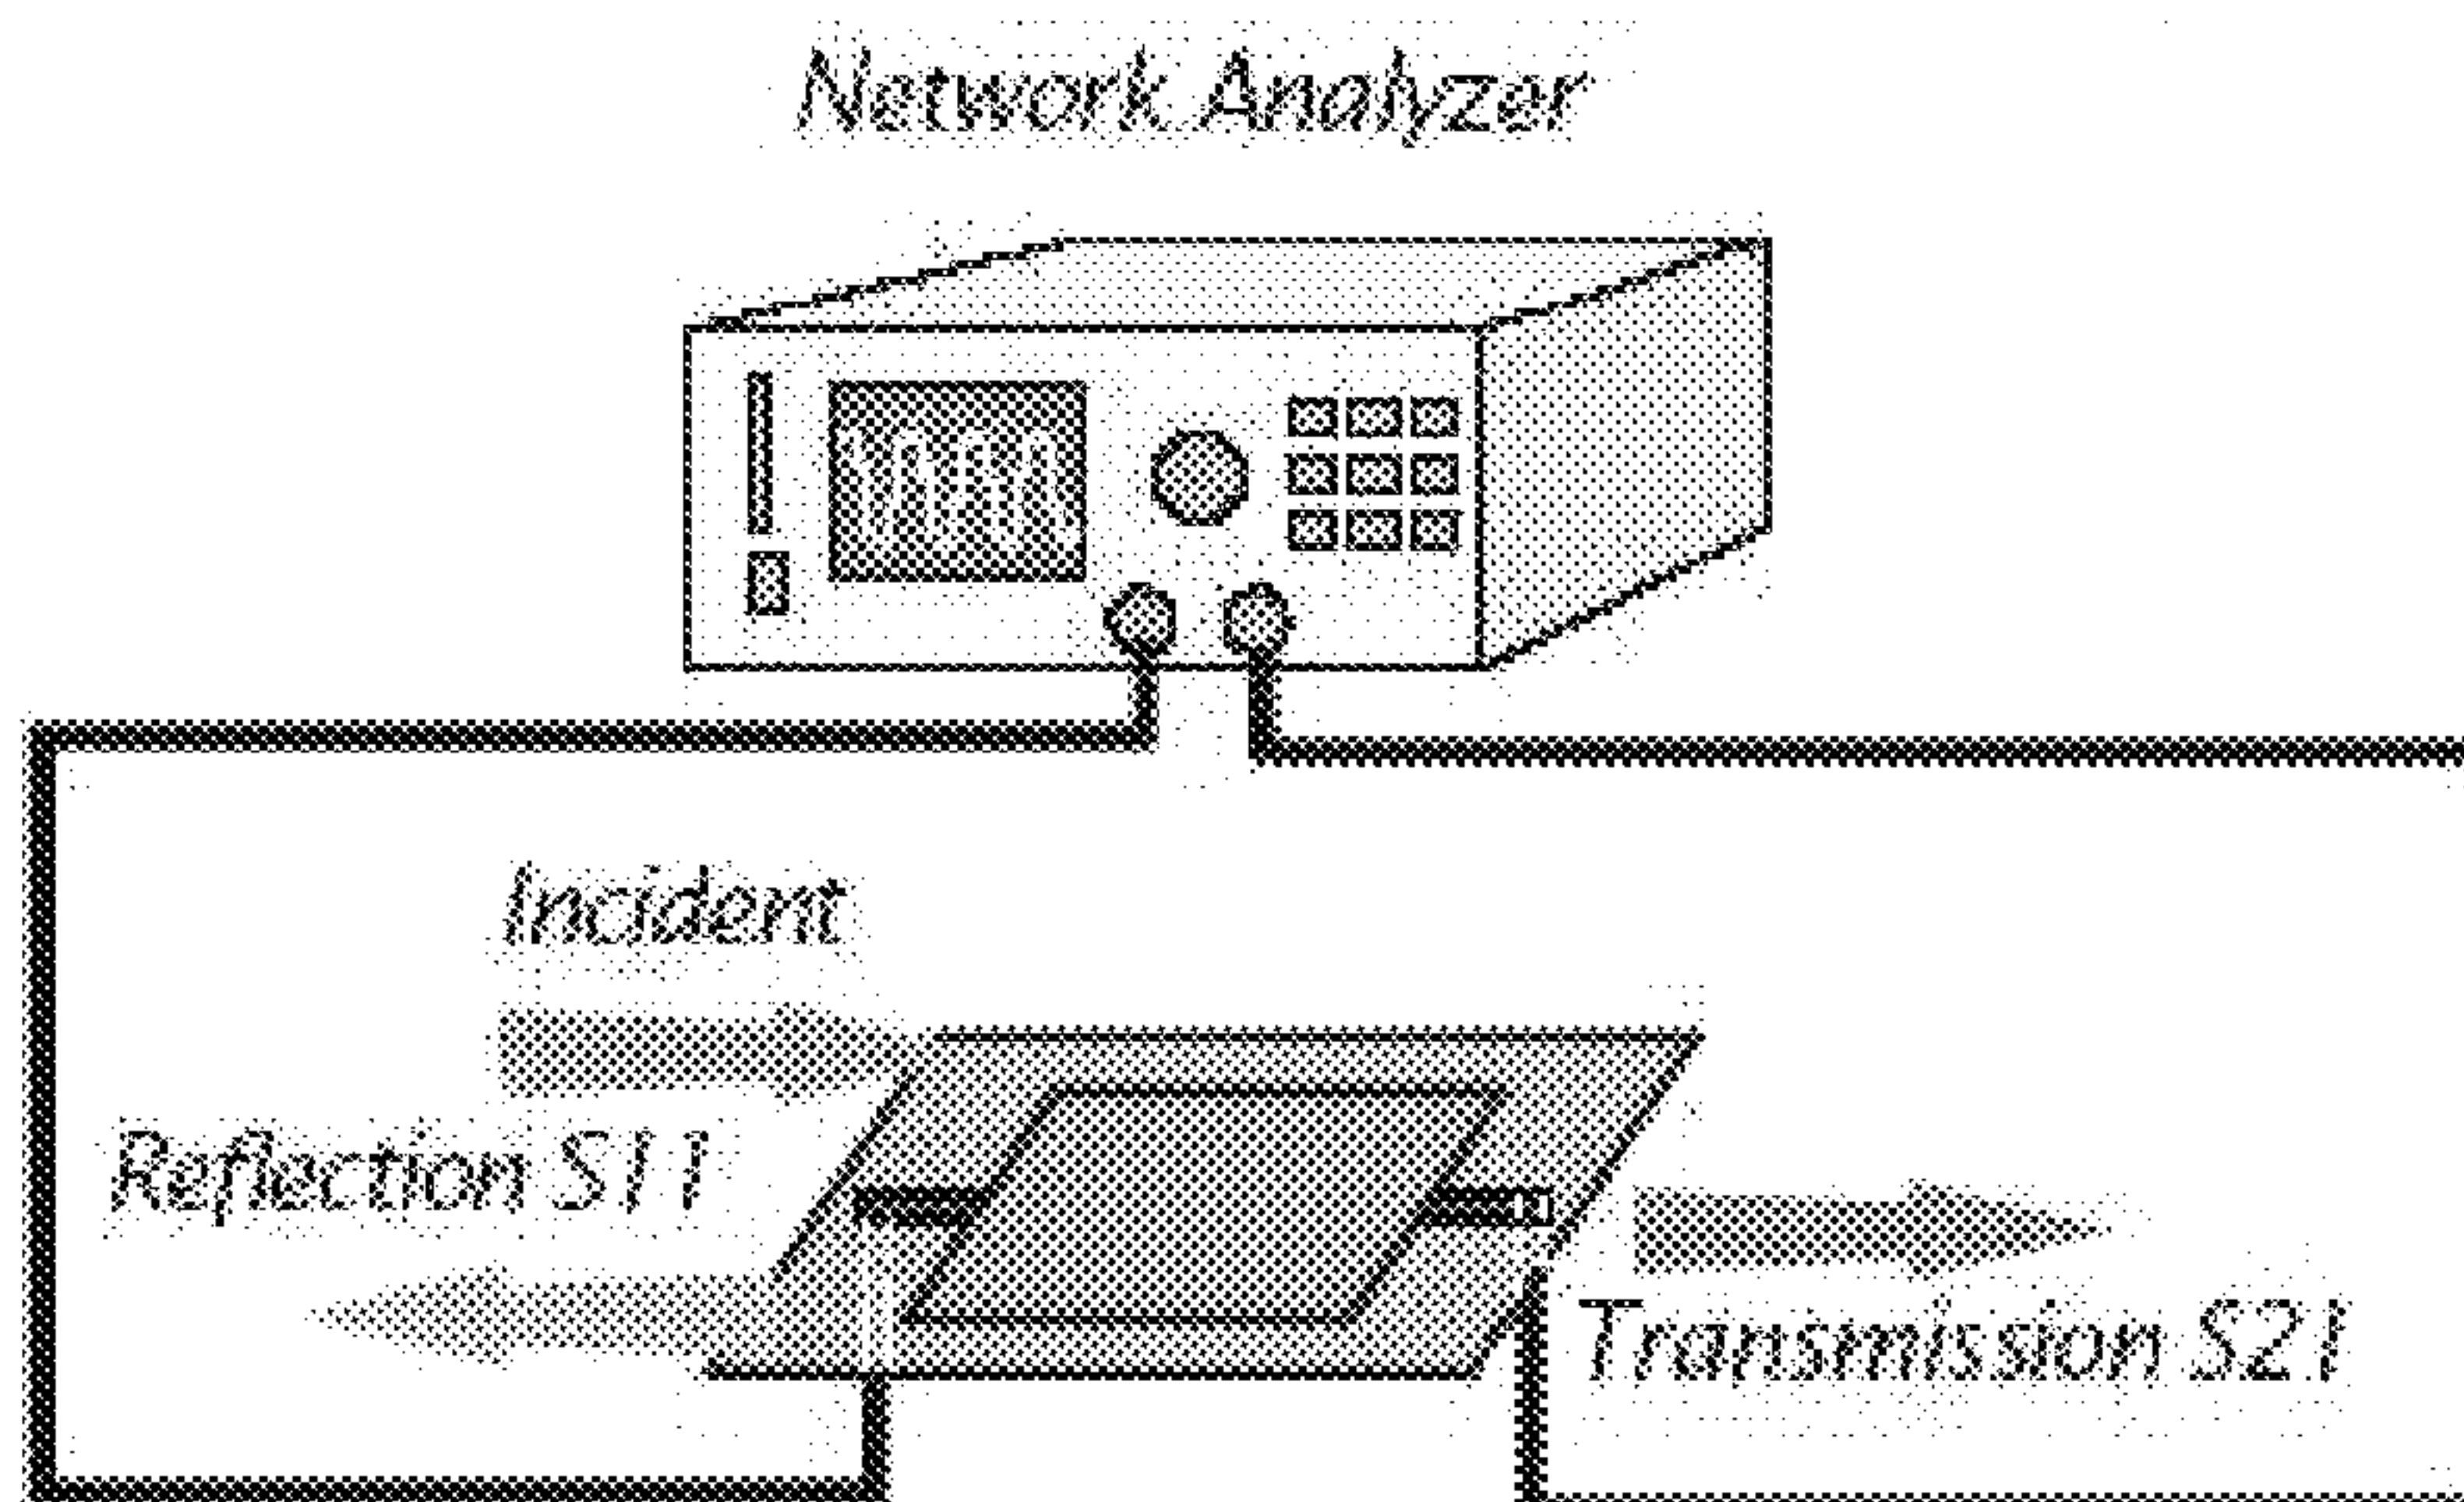 Network Analyzer
Incident
Reflection S11
Transmission S21